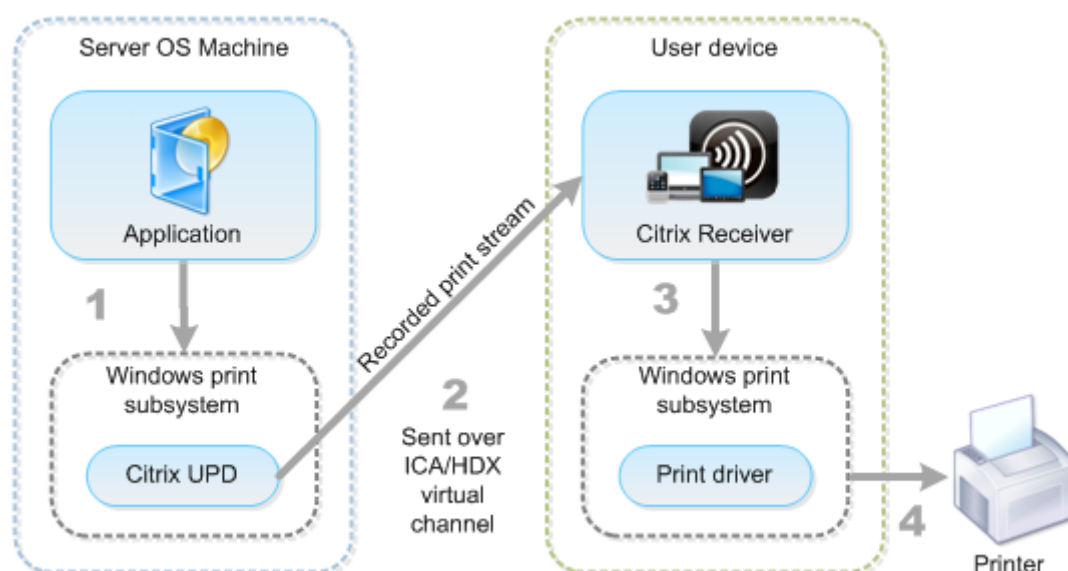 Server OS Machine
Application
1
Windows print
subsystem
Citrix UPD
Recorded print stream
2
Sent over
ICA/HDX
virtual
channel
User device
Citrix Receiver
3
Windows print
subsystem
Print driver
4
Printer